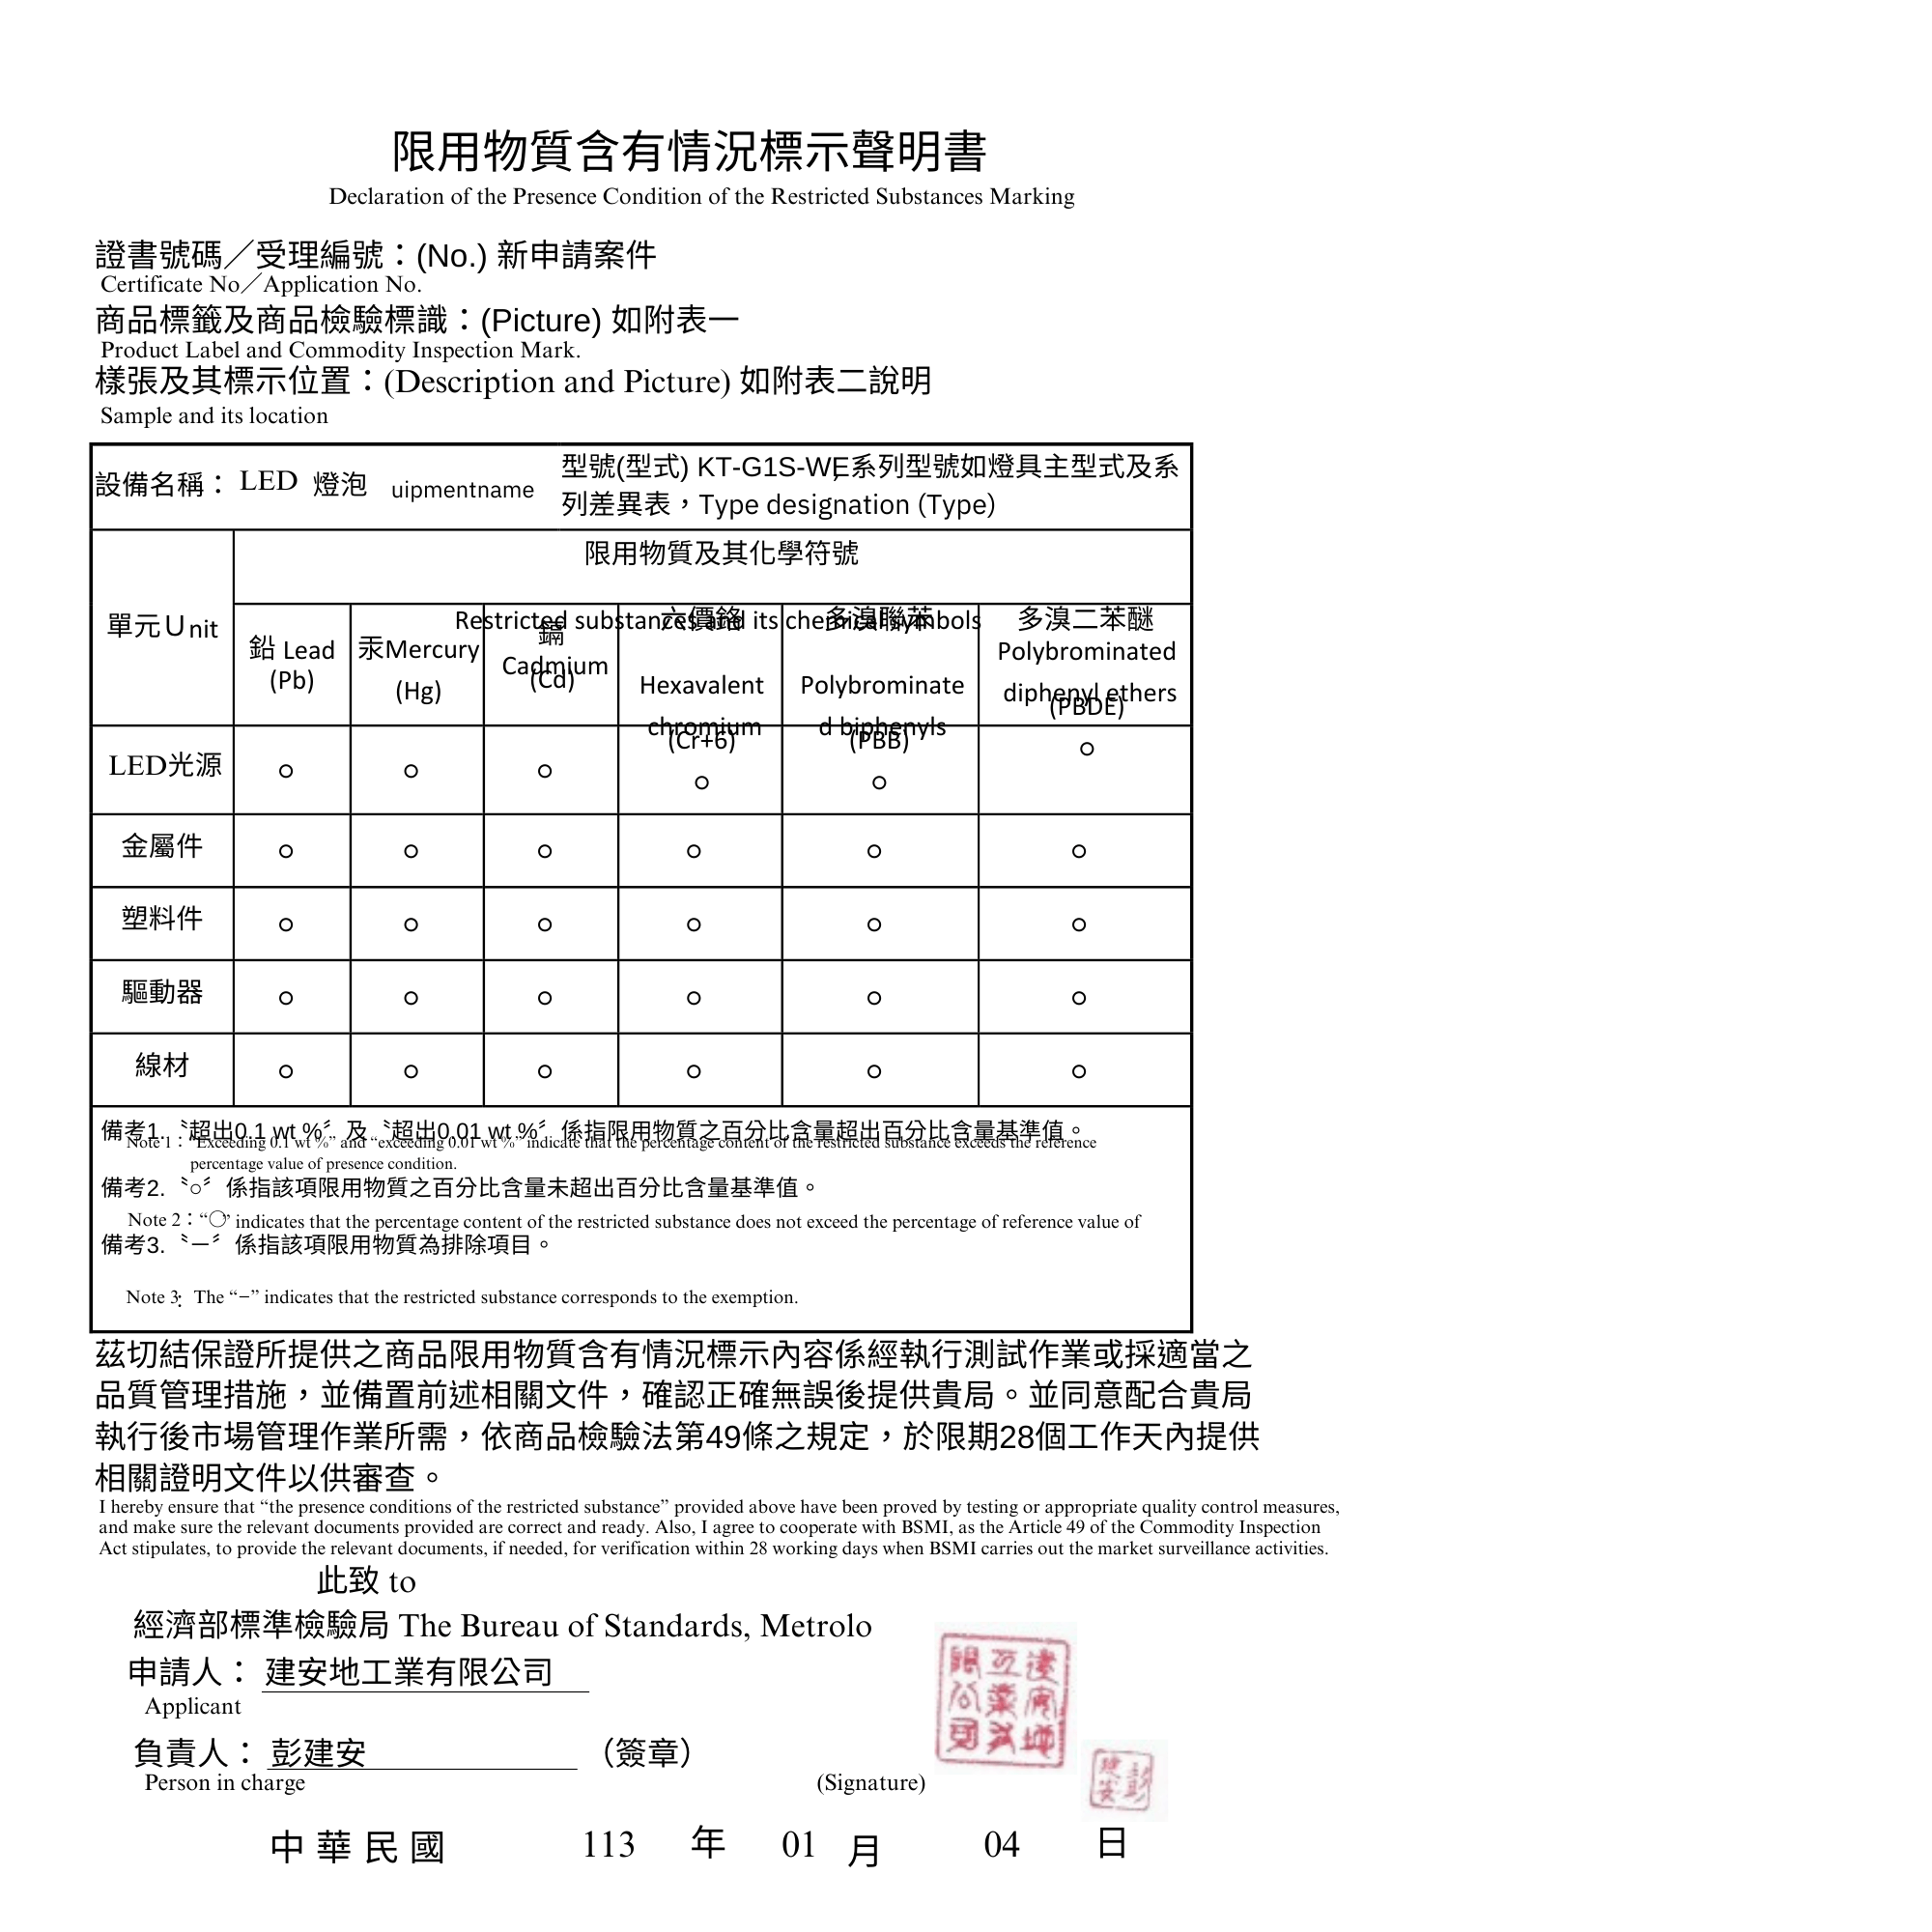 限用物質含有情況標示聲明書
Declaration of the Presence Condition of the Restricted Substances Marking
證書號碼／受理編號：(No.) 新申請案件
Certificate No／Application No.
商品標籤及商品檢驗標識：(Picture) 如附表一
Product Label and Commodity Inspection Mark.
樣張及其標示位置：(Description and Picture) 如附表二說明
Sample and its location
設備名稱： LED 燈泡 uipmentname
型號(型式) KT-G1S-WE,系列型號如燈具主型式及系
列差異表，Type designation (Type)
單元Unit
限用物質及其化學符號
Restricted substances and its chemical symbols
鉛 Lead
(Pb)
汞Mercury
(Hg)
鎘
Cadmium
(Cd)
六價鉻
Hexavalent
chromium
(Cr+6)
多溴聯苯
Polybrominate
d biphenyls
(PBB)
多溴二苯醚
Polybrominated
diphenyl ethers
(PBDE)
LED光源 ○ ○ ○ ○ ○ ○
金屬件 ○ ○ ○ ○ ○ ○
塑料件 ○ ○ ○ ○ ○ ○
驅動器 ○ ○ ○ ○ ○ ○
線材 ○ ○ ○ ○ ○ ○
備考1.〝超出0.1 wt %〞及〝超出0.01 wt %〞係指限用物質之百分比含量超出百分比含量基準值。
Note 1：“Exceeding 0.1 wt %” and “exceeding 0.01 wt %” indicate that the percentage content of the restricted substance exceeds the reference
percentage value of presence condition.
備考2.〝○〞係指該項限用物質之百分比含量未超出百分比含量基準值。
Note 2：“○” indicates that the percentage content of the restricted substance does not exceed the percentage of reference value of
備考3.〝－〞係指該項限用物質為排除項目。
Note 3： The “−” indicates that the restricted substance corresponds to the exemption.
茲切結保證所提供之商品限用物質含有情況標示內容係經執行測試作業或採適當之
品質管理措施，並備置前述相關文件，確認正確無誤後提供貴局。並同意配合貴局
執行後市場管理作業所需，依商品檢驗法第49條之規定，於限期28個工作天內提供
相關證明文件以供審查。
I hereby ensure that “the presence conditions of the restricted substance” provided above have been proved by testing or appropriate quality control measures,
and make sure the relevant documents provided are correct and ready. Also, I agree to cooperate with BSMI, as the Article 49 of the Commodity Inspection
Act stipulates, to provide the relevant documents, if needed, for verification within 28 working days when BSMI carries out the market surveillance activities.
此致 to
經濟部標準檢驗局 The Bureau of Standards, Metrolo
申請人： 建安地工業有限公司
Applicant
建安地
工業有
限公司
負責人： 彭建安 （簽章）
Person in charge (Signature)
彭
建安
中 華 民 國 113 年 01 月 04 日